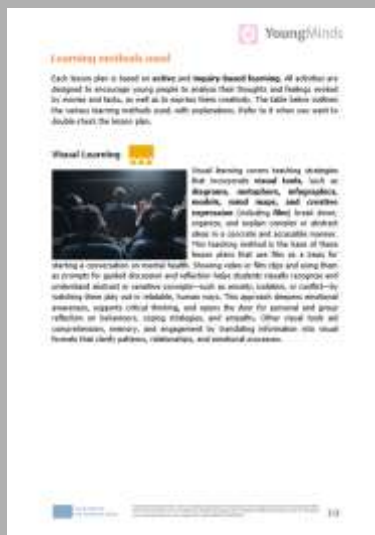 YoungMinds
Learning methods used
Each lesson plan is based on active and inquiry-based learning. All activities are
designed to encourage young people to analyse their thoughts and feelings evoked
by movies and tasks, as well as to express them creatively. The table below outlines
the various learning methods used, with explanations. Refer to it when you want to
double-check the lesson plan.
Visual Learning
Visual learning covers teaching strategies
that incorporate visual tools, such as
diagrams, metaphors, infographics,
models, mind maps, and creative
expression (including film) break down,
organize, and explain complex or abstract
ideas in a concrete and accessible manner.
This teaching method is the basis of these
lesson plans that use film as a basis for
starting a conversation on mental health. Showing video or film clips and using them
as prompts for guided discussion and reflection helps students visually recognize and
understand abstract or sensitive concepts—such as anxiety, isolation, or conflict—by
watching them play out in relatable, human ways. This approach deepens emotional
awareness, supports critical thinking, and opens the door for personal and group
reflection on behaviours, coping strategies, and empathy. Other visual tools aid
comprehension, memory, and engagement by translating information into visual
formats that clarify patterns, relationships, and emotional processes.